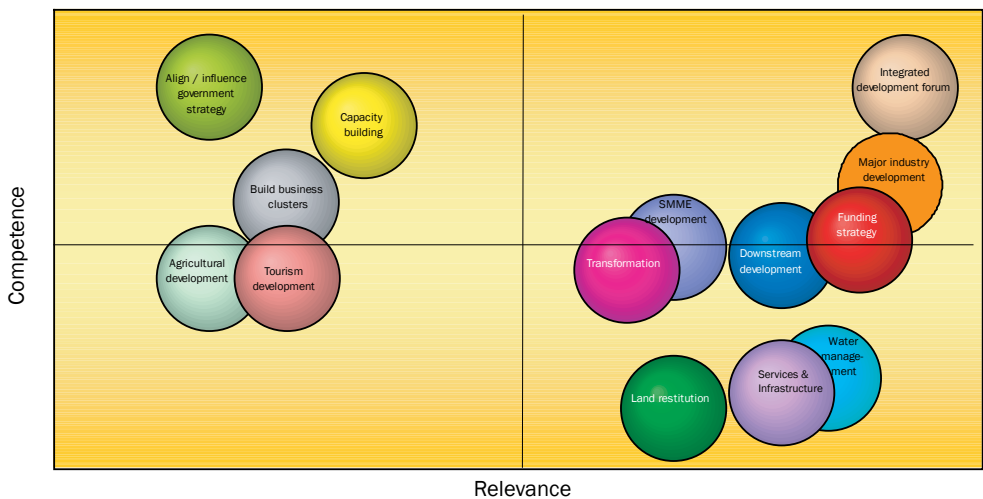 Competence
Align / influence
government
strategy
Capacity
building
Build business
clusters
Agricultural
development
Tourism
development
Integrated
development forum
Major industry
development
SMME
development
Funding
strategy
Transformation
Downstream
development
Water
manage-
ment
Services &
Infrastructure
Land restitution
Relevance